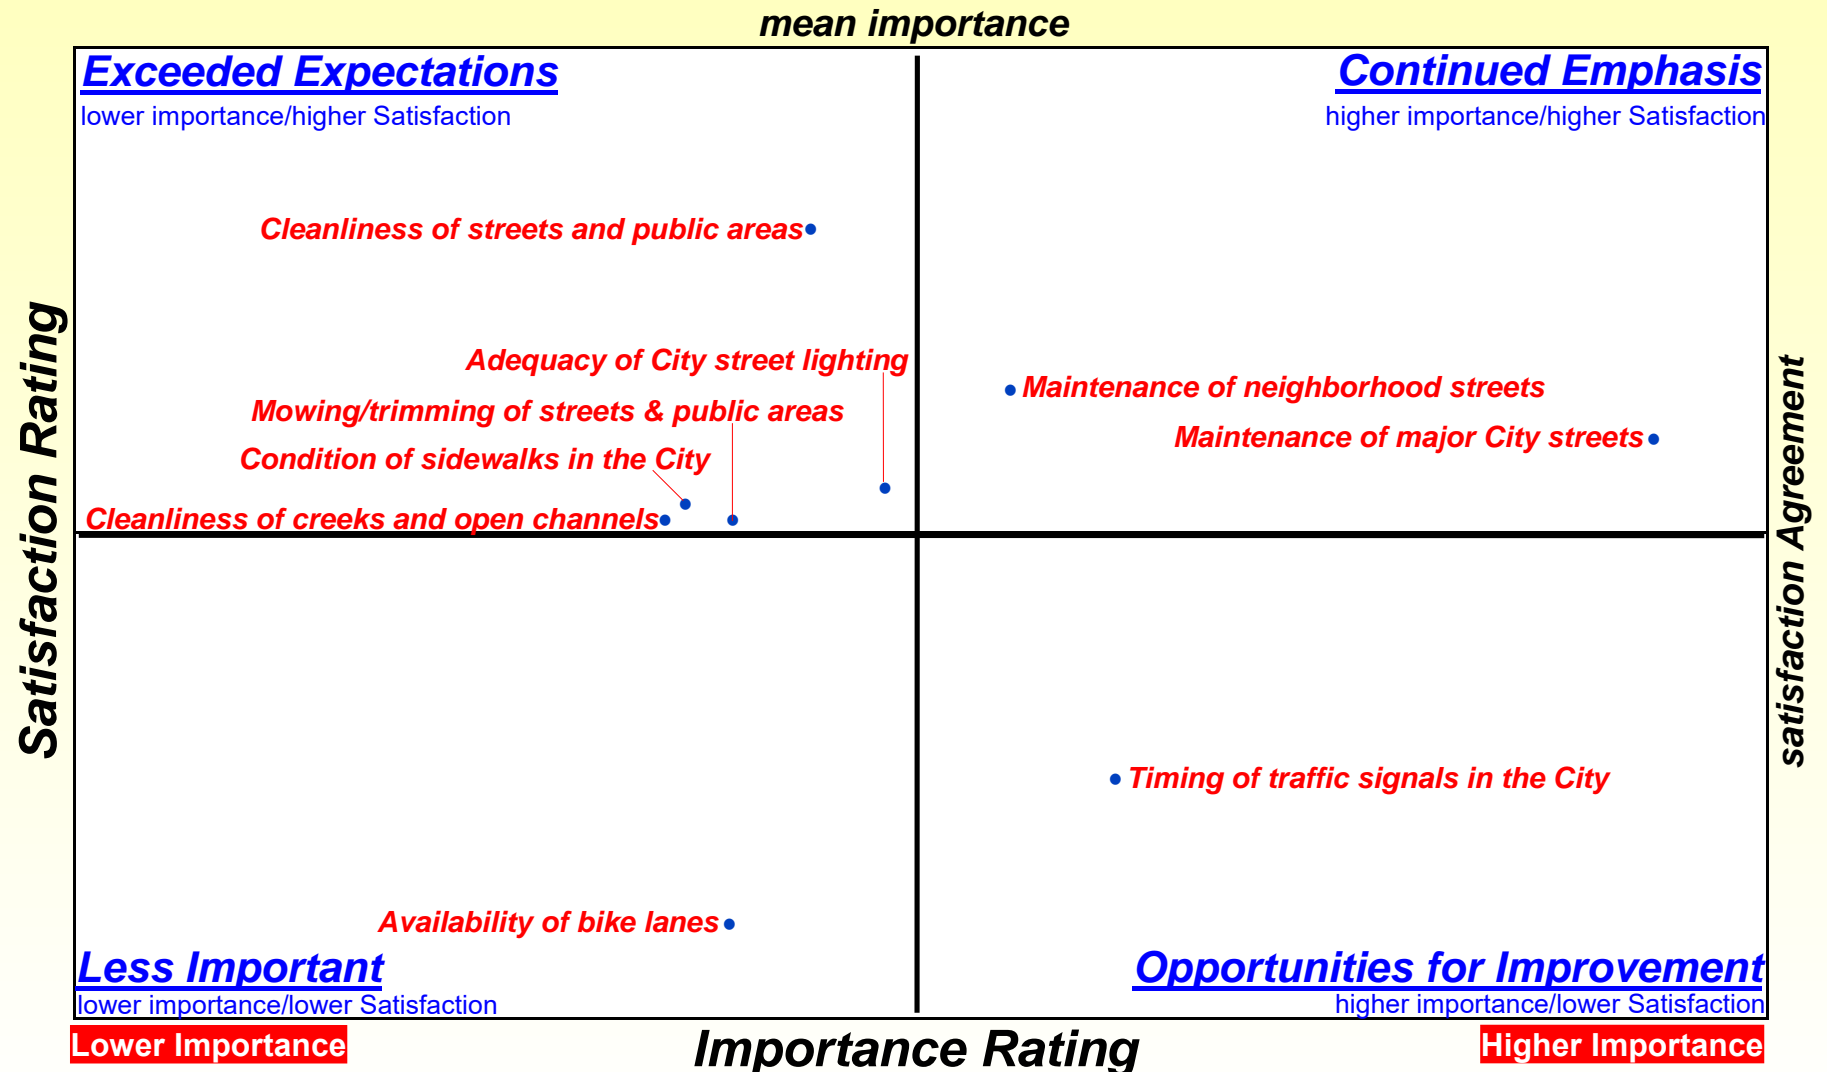 mean importance
Exceeded Expectations
lower importance/higher Satisfaction
Continued Emphasis
higher importance/higher Satisfaction
Cleanliness of streets and public areas
Adequacy of City street lighting
Maintenance of neighborhood streets
Mowing/trimming of streets & public areas
Maintenance of major City streets
Condition of sidewalks in the City
Cleanliness of creeks and open channels
Satisfaction Rating
satisfaction Agreement
Timing of traffic signals in the City
Availability of bike lanes
Less Important
lower importance/lower Satisfaction
Opportunities for Improvement
higher importance/lower Satisfaction
Lower Importance
Importance Rating
Higher Importance